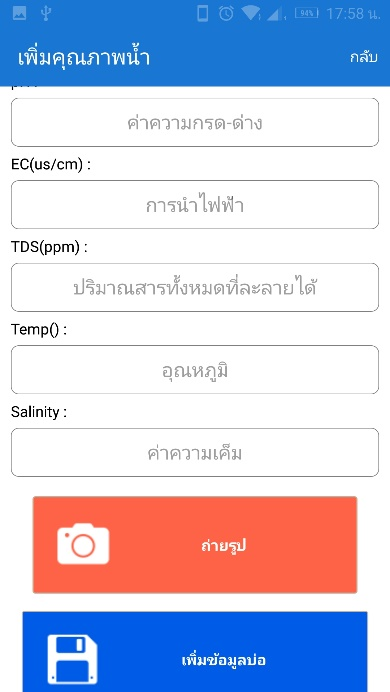 94%
17:58 น.
เพิ่มคุณภาพน้ำ
กลับ
ค่าความกรด-ด่าง
EC(us/cm) :
การนำไฟฟ้า
TDS(ppm) :
ปริมาณสารทั้งหมดที่ละลายได้
Temp() :
อุณหภูมิ
Salinity :
ค่าความเค็ม
ถ่ายรูป
เพิ่มข้อมูลบ่อ